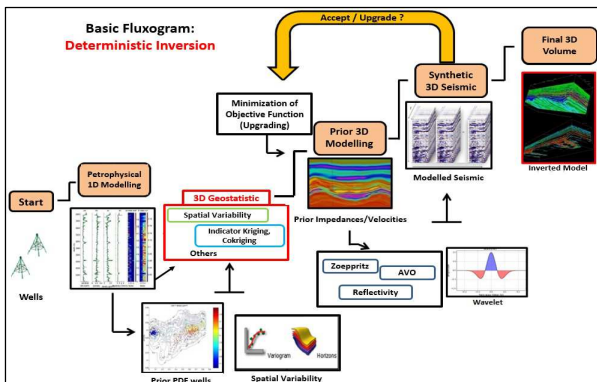 Basic Fluxogram:
Deterministic Inversion
Accept / Upgrade ?
Final 3D
Volume
Synthetic
3D Seismic
Minimization of
Objective Function
(Upgrading)
Prior 3D
Modelling
Inverted Model
Petrophysical
1D Modelling
Modelled Seismic
Start
3D Geostatistic
Spatial Variability
Indicator Kriging,
Cokriging
Others
Prior Impedances/Velocities
Zoeppritz
AVO
Reflectivity
Wavelet
Wells
Variogram
Horizons
Prior PDF wells
Spatial Variability